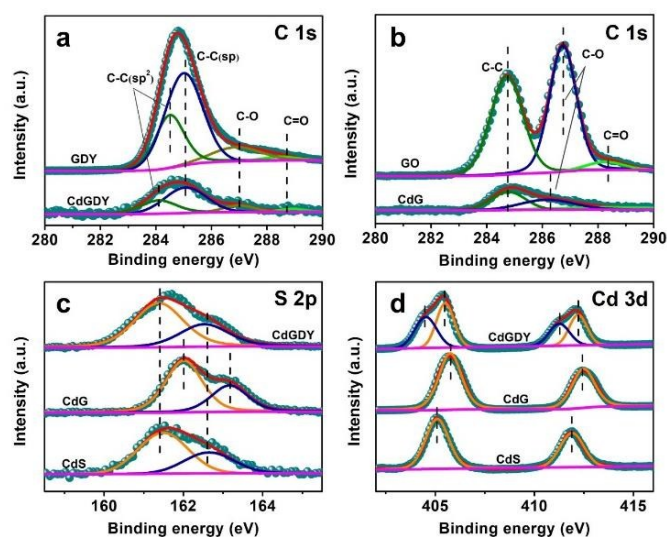 a
C 1s
C-C(sp)
C-C(sp²)
C-O
C=O
GDY
CdGDY
Intensity (a.u.)
280 282 284 286 288 290
Binding energy (eV)
b
C 1s
C-C
C-O
C=O
GO
CdG
Intensity (a.u.)
280 282 284 286 288 290
Binding energy (eV)
c
S 2p
CdGDY
CdG
CdS
Intensity (a.u.)
160 162 164
Binding energy (eV)
d
Cd 3d
CdGDY
CdG
CdS
Intensity (a.u.)
405 410 415
Binding energy (eV)